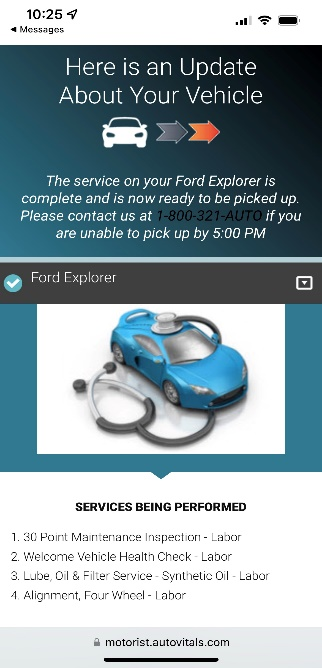 10:25
◀ Messages
Here is an Update
About Your Vehicle
The service on your Ford Explorer is
complete and is now ready to be picked up.
Please contact us at 1-800-321-AUTO if you
are unable to pick up by 5:00 PM
Ford Explorer
SERVICES BEING PERFORMED
1. 30 Point Maintenance Inspection - Labor
2. Welcome Vehicle Health Check - Labor
3. Lube, Oil & Filter Service - Synthetic Oil - Labor
4. Alignment, Four Wheel - Labor
motorist.autovitals.com